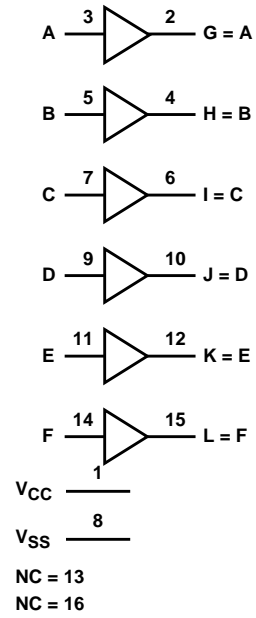 3 2
A G = A
5 4
B H = B
7 6
C I = C
9 10
D J = D
11 12
E K = E
14 15
F L = F
1
VCC
8
VSS
NC = 13
NC = 16